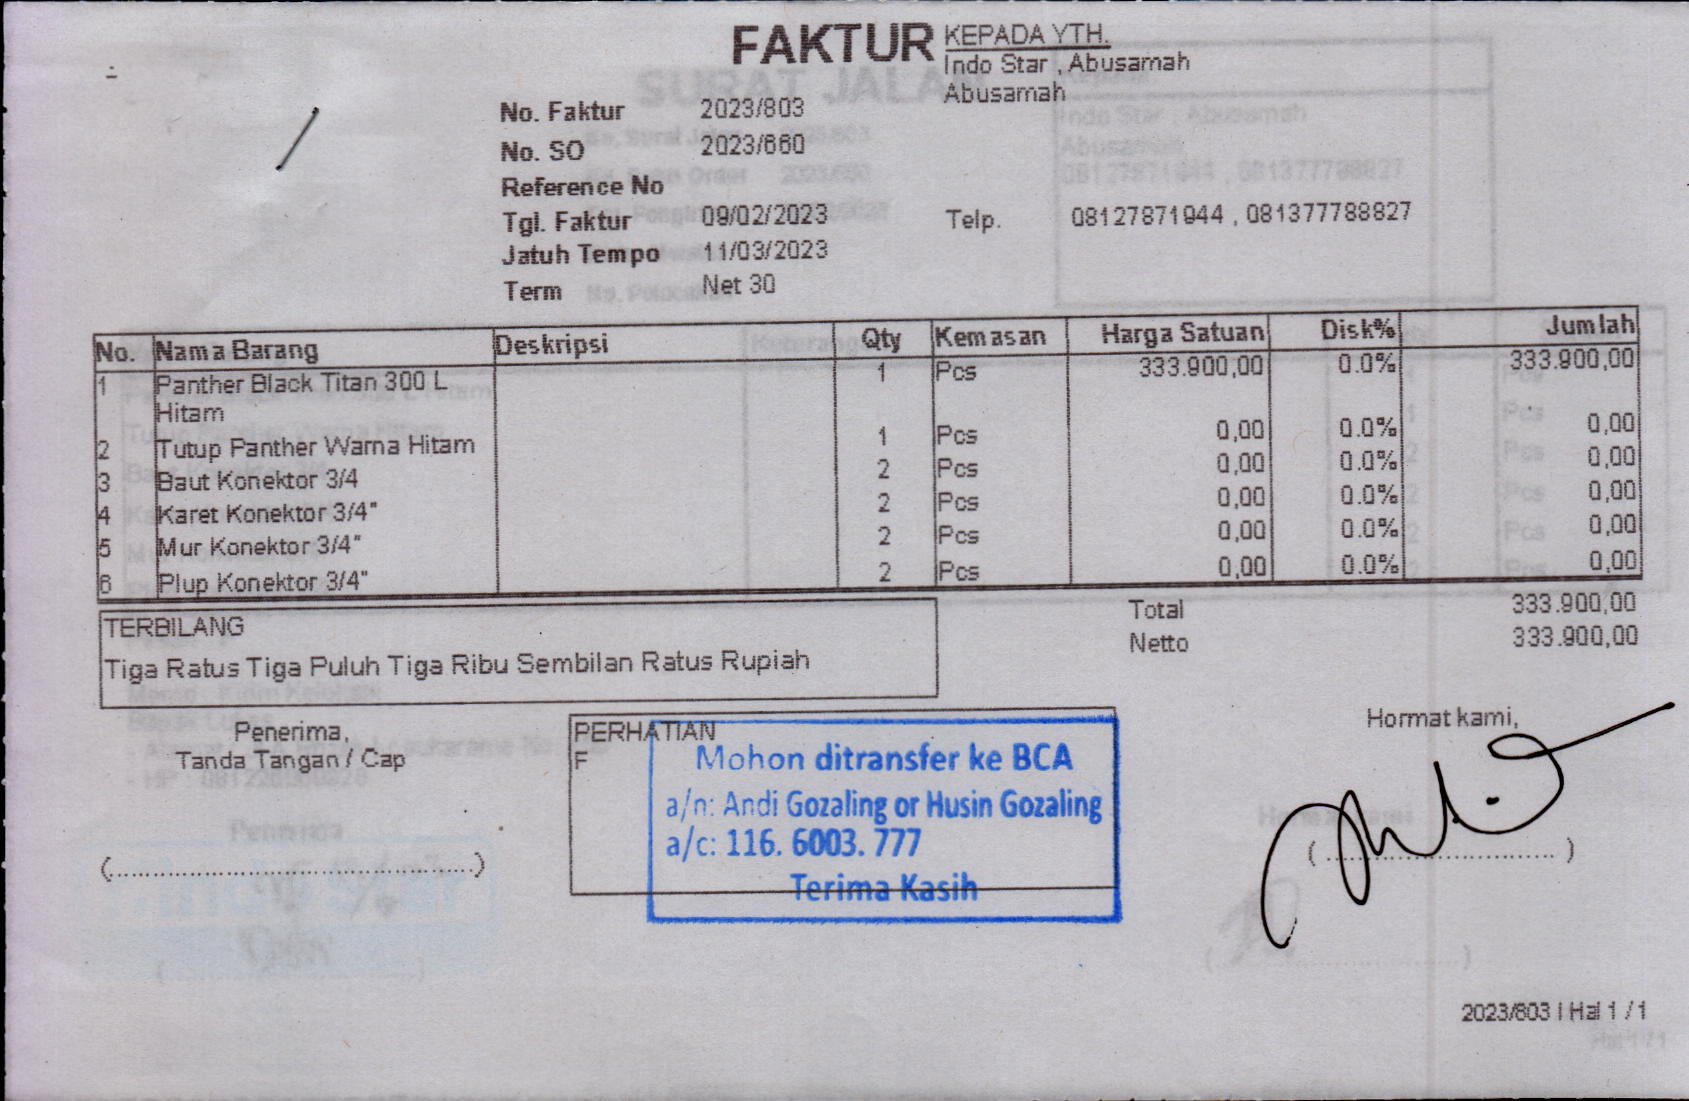 FAKTUR
KEPADA YTH.
Indo Star , Abusamah
Abusamah
No. Faktur 2023/803
No. SO 2023/660
Reference No
Tgl. Faktur 09/02/2023 Telp. 08127871944 , 081377788827
Jatuh Tempo 11/03/2023
Term Net 30
No. Nama Barang Deskripsi Qty Kemasan Harga Satuan Disk% Jumlah
1 Panther Black Titan 300 L 1 Pcs 333.900,00 0.0% 333.900,00
Hitam
2 Tutup Panther Warna Hitam 1 Pcs 0,00 0.0% 0,00
3 Baut Konektor 3/4 2 Pcs 0,00 0.0% 0,00
4 Karet Konektor 3/4" 2 Pcs 0,00 0.0% 0,00
5 Mur Konektor 3/4" 2 Pcs 0,00 0.0% 0,00
6 Plup Konektor 3/4" 2 Pcs 0,00 0.0% 0,00
Total 333.900,00
Netto 333.900,00
TERBILANG
Tiga Ratus Tiga Puluh Tiga Ribu Sembilan Ratus Rupiah
Penerima,
Tanda Tangan / Cap
(..................................................)
PERHATIAN
F
Mohon ditransfer ke BCA
a/n: Andi Gozaling or Husin Gozaling
a/c: 116. 6003. 777
Terima Kasih
Hormat kami,
( .................................. )
2023/803 | Hal 1 / 1